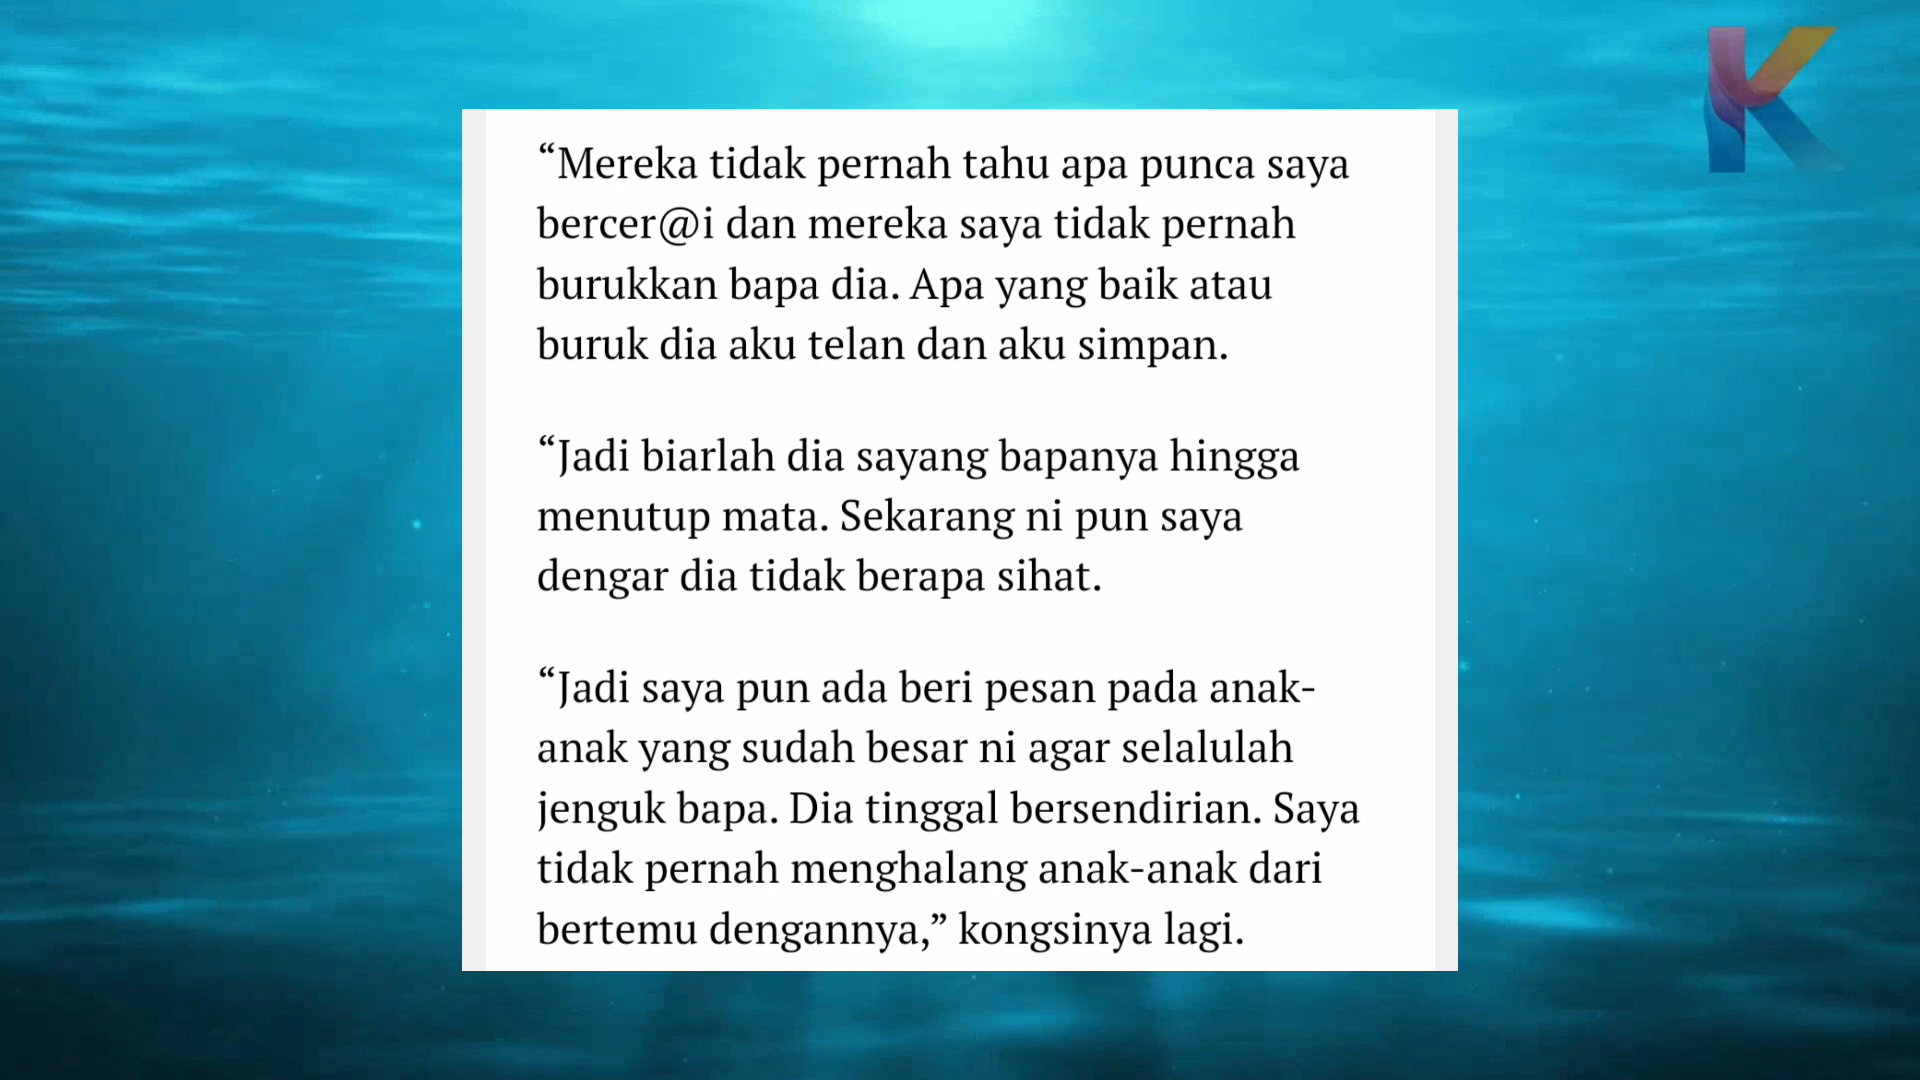 “Mereka tidak pernah tahu apa punca saya
bercer@i dan mereka saya tidak pernah
burukkan bapa dia. Apa yang baik atau
buruk dia aku telan dan aku simpan.
“Jadi biarlah dia sayang bapanya hingga
menutup mata. Sekarang ni pun saya
dengar dia tidak berapa sihat.
“Jadi saya pun ada beri pesan pada anak-
anak yang sudah besar ni agar selalulah
jenguk bapa. Dia tinggal bersendirian. Saya
tidak pernah menghalang anak-anak dari
bertemu dengannya,” kongsinya lagi.
K